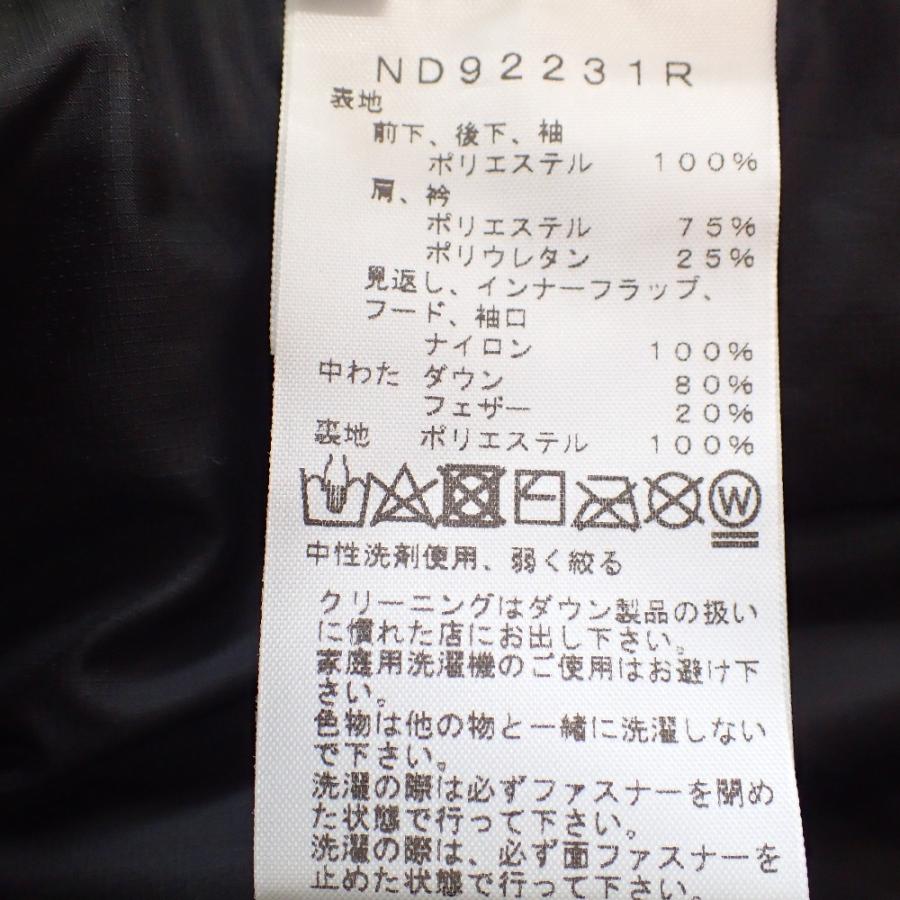 ND92231R
表地
前下、後下、袖
ポリエステル 100%
肩、衿
ポリエステル 75%
ポリウレタン 25%
見返し、インナーフラップ、
フード、袖口
ナイロン 100%
中わた ダウン 80%
フェザー 20%
裏地 ポリエステル 100%
W
中性洗剤使用、弱く絞る
クリーニングはダウン製品の扱い
に慣れた店にお出し下さい。
家庭用洗濯機のご使用はお避け下
さい。
色物は他の物と一緒に洗濯しない
で下さい。
洗濯の際は必ずファスナーを閉め
た状態で行って下さい。
洗濯の際は、必ず面ファスナーを
止めた状態で行って下さい。